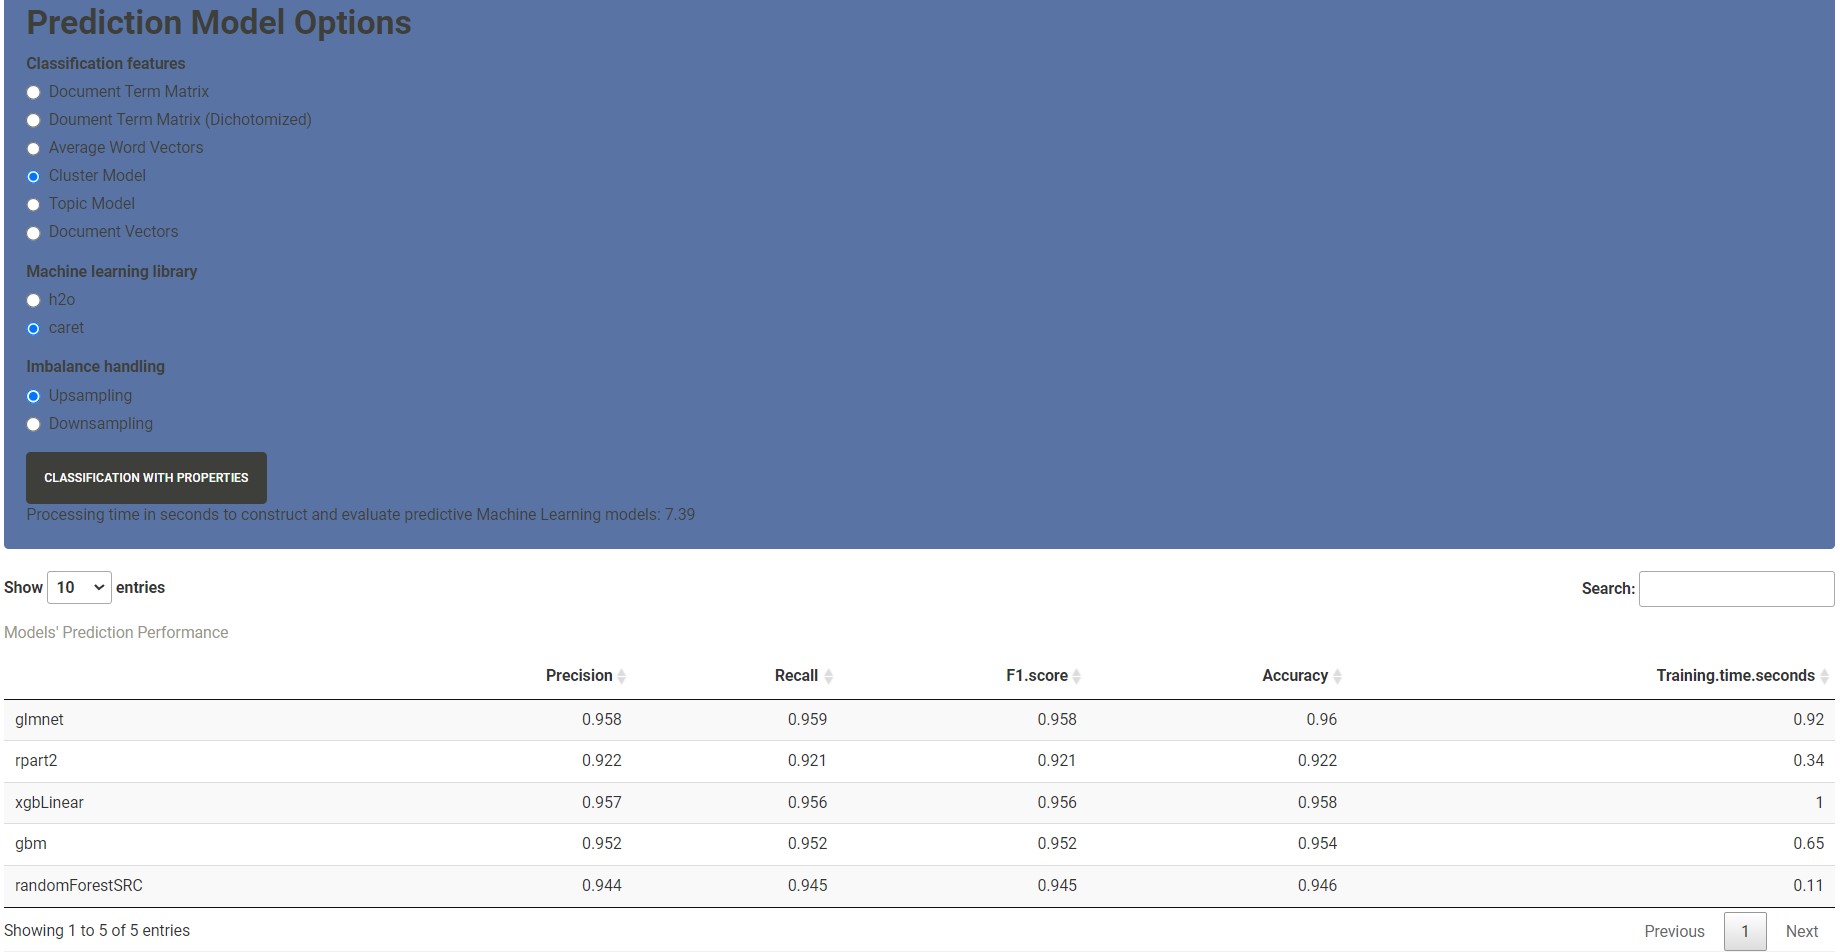 Prediction Model Options
Classification features
Document Term Matrix
Doument Term Matrix (Dichotomized)
Average Word Vectors
Cluster Model
Topic Model
Document Vectors
Machine learning library
h2o
caret
Imbalance handling
Upsampling
Downsampling
CLASSIFICATION WITH PROPERTIES
Processing time in seconds to construct and evaluate predictive Machine Learning models: 7.39
Show 10 entries Search:
Models' Prediction Performance
Precision Recall F1.score Accuracy Training.time.seconds
glmnet 0.958 0.959 0.958 0.96 0.92
rpart2 0.922 0.921 0.921 0.922 0.34
xgbLinear 0.957 0.956 0.956 0.958 1
gbm 0.952 0.952 0.952 0.954 0.65
randomForestSRC 0.944 0.945 0.945 0.946 0.11
Showing 1 to 5 of 5 entries Previous 1 Next